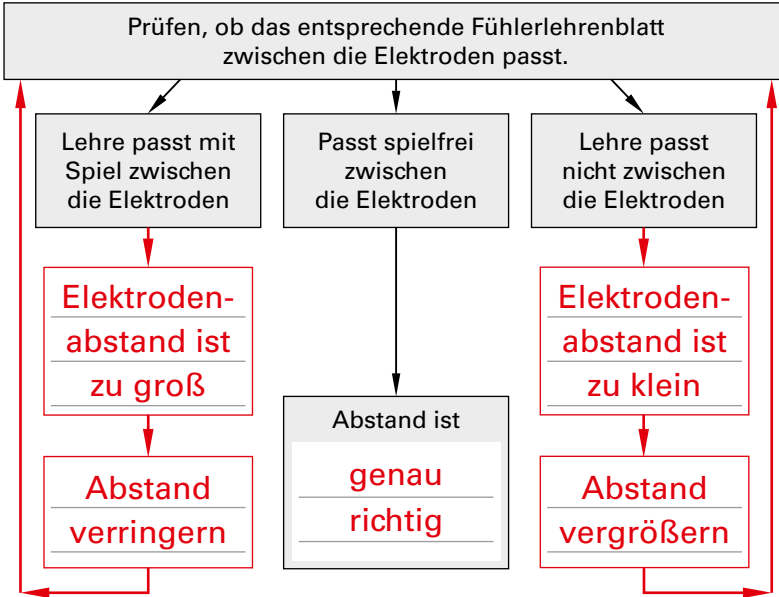 Prüfen, ob das entsprechende Fühlerlehrenblatt
zwischen die Elektroden passt.
Lehre passt mit
Spiel zwischen
die Elektroden
Passt spielfrei
zwischen
die Elektroden
Lehre passt
nicht zwischen
die Elektroden
Elektroden-
abstand ist
zu groß
Elektroden-
abstand ist
zu klein
Abstand ist
genau
richtig
Abstand
verringern
Abstand
vergrößern